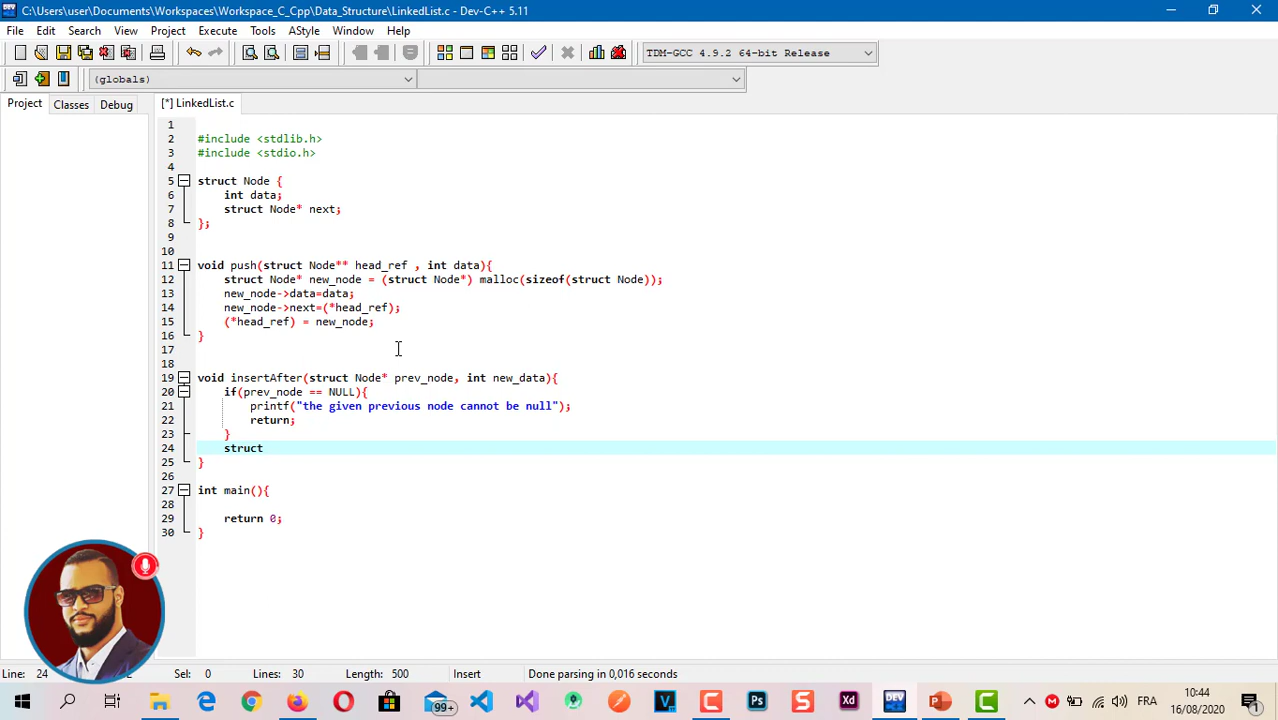 C:\Users\user\Documents\Workspaces\Workspace_C_Cpp\Data_Structure\LinkedList.c - Dev-C++ 5.11
File Edit Search View Project Execute Tools AStyle Window Help
TDM-GCC 4.9.2 64-bit Release
(globals)
Project Classes Debug [*] LinkedList.c
1
2 #include <stdlib.h>
3 #include <stdio.h>
4
5 struct Node {
6 int data;
7 struct Node* next;
8 };
9
10
11 void push(struct Node** head_ref , int data){
12 struct Node* new_node = (struct Node*) malloc(sizeof(struct Node));
13 new_node->data=data;
14 new_node->next=(*head_ref);
15 (*head_ref) = new_node;
16 }
17
18
19 void insertAfter(struct Node* prev_node, int new_data){
20 if(prev_node == NULL){
21 printf("the given previous node cannot be null");
22 return;
23 }
24 struct
25 }
26
27 int main(){
28
29 return 0;
30 }
Line: 24 Sel: 0 Lines: 30 Length: 500 Insert Done parsing in 0,016 seconds
99+ DEV FRA 10:44
16/08/2020